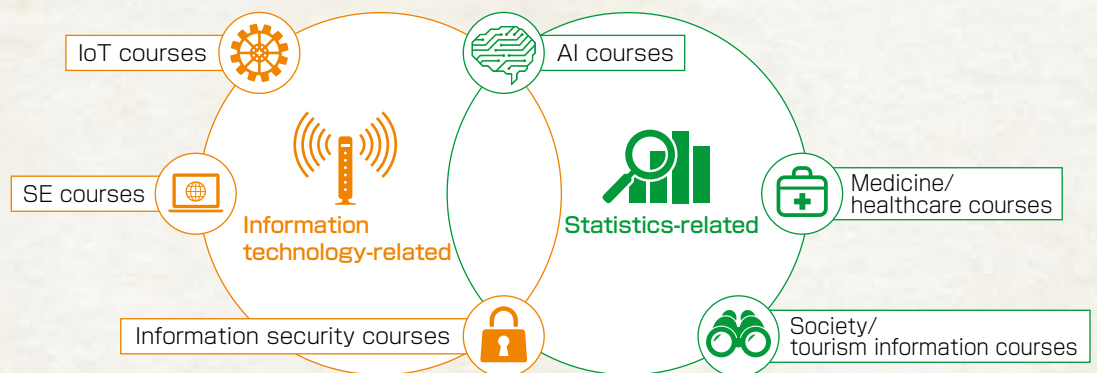 IoT courses
AI courses
SE courses
Information
technology-related
Statistics-related
Medicine/
healthcare courses
Information security courses
Society/
tourism information courses